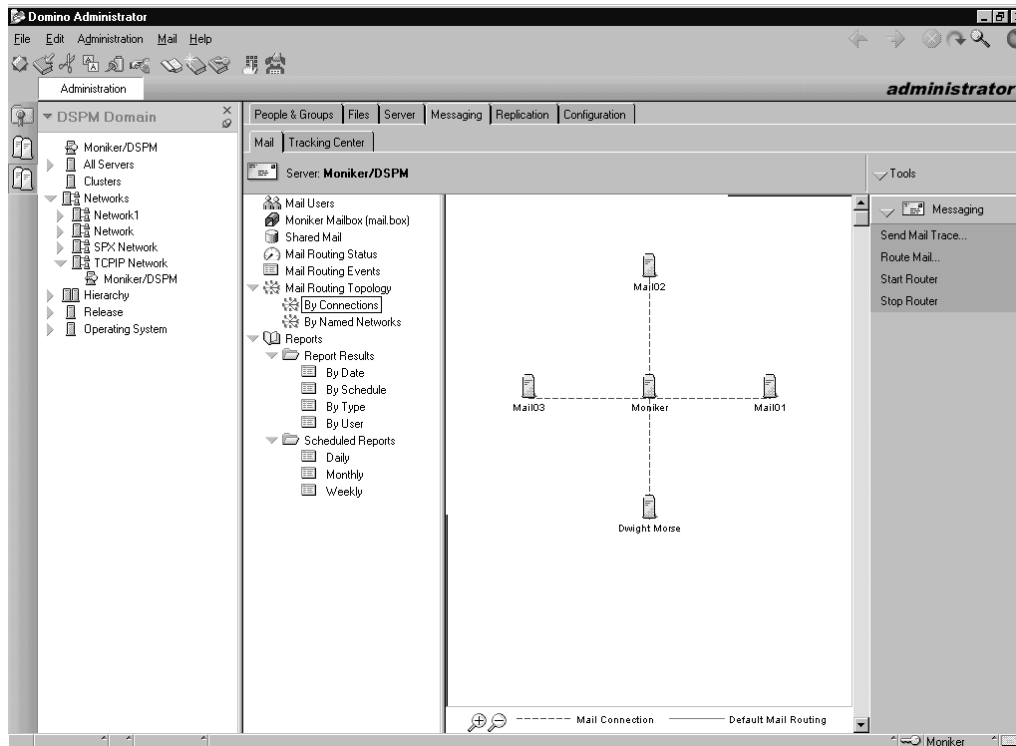 Domino Administrator
File Edit Administration Mail Help
Administration
administrator
DSPM Domain
Moniker/DSPM
All Servers
Clusters
Networks
Network1
Network
SPX Network
TCPIP Network
Moniker/DSPM
Hierarchy
Release
Operating System
People & Groups Files Server Messaging Replication Configuration
Mail Tracking Center
Server: Moniker/DSPM
Mail Users
Moniker Mailbox (mail.box)
Shared Mail
Mail Routing Status
Mail Routing Events
Mail Routing Topology
By Connections
By Named Networks
Reports
Report Results
By Date
By Schedule
By Type
By User
Scheduled Reports
Daily
Monthly
Weekly
Mail02
Mail03 Moniker Mail01
Dwight Morse
Mail Connection Default Mail Routing
Tools
Messaging
Send Mail Trace...
Route Mail...
Start Router
Stop Router
Moniker